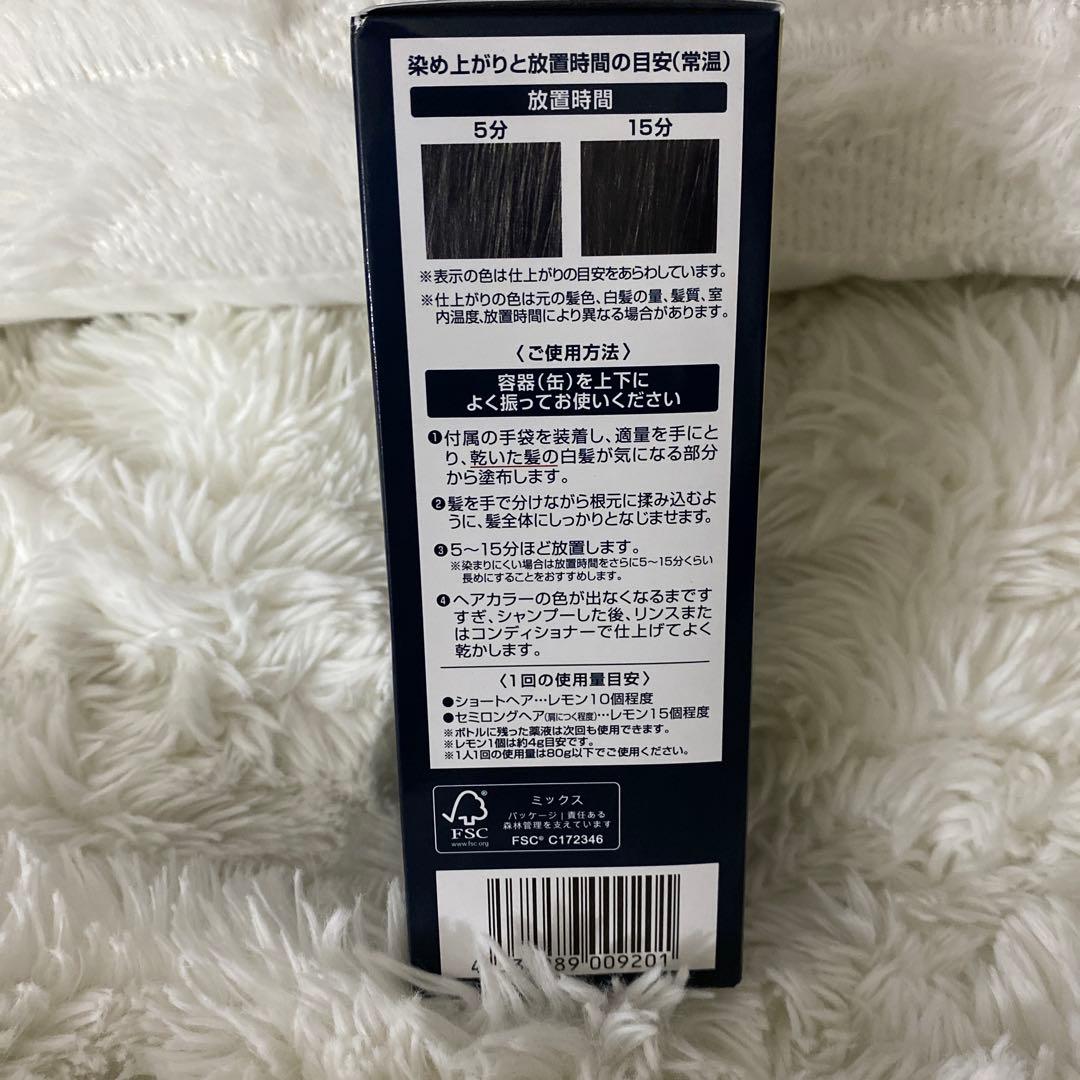 染め上がりと放置時間の目安(常温)
放置時間
5分 15分
※表示の色は仕上がりの目安をあらわしています。
※仕上がりの色は元の髪色、白髪の量、髪質、室
内温度、放置時間により異なる場合があります。
〈ご使用方法〉
容器(缶)を上下に
よく振ってお使いください
❶付属の手袋を装着し、適量を手にと
り、乾いた髪の白髪が気になる部分
から塗布します。
❷髪を手で分けながら根元に揉み込むよ
うに、髪全体にしっかりとなじませます。
❸5〜15分ほど放置します。
※染まりにくい場合は放置時間をさらに5〜15分くらい
長めにすることをおすすめします。
❹ヘアカラーの色が出なくなるまです
すぎ、シャンプーした後、リンスまた
はコンディショナーで仕上げてよく
乾かします。
〈1回の使用量目安〉
●ショートヘア…レモン10個程度
●セミロングヘア(肩につく程度)…レモン15個程度
※ボトルに残った薬液は次回も使用できます。
※レモン1個は約4g目安です。
※1人1回の使用量は80g以下でご使用ください。
ミックス
パッケージ|責任ある
森林管理を支えています
FSC
www.fsc.org
FSC® C172346
89 009201